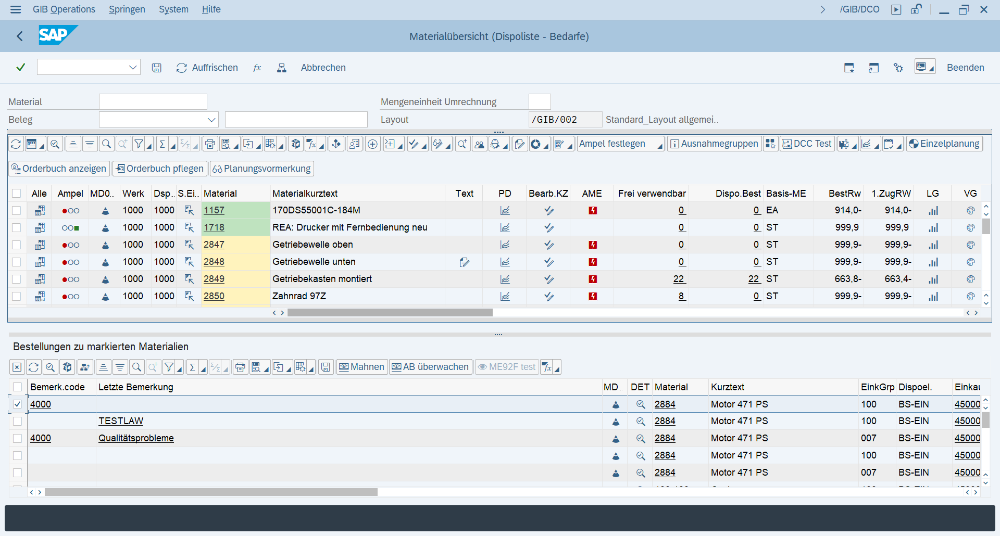 GIB Operations Springen System Hilfe /GIB/DCO
SAP Materialübersicht (Dispoliste - Bedarfe)
Auffrischen fx Abbrechen Beenden
Material Mengeneinheit Umrechnung
Beleg Layout /GIB/002 Standard_Layout allgemei...
Ampel festlegen Ausnahmegruppen DCC Test Einzelplanung
Orderbuch anzeigen Orderbuch pflegen Planungsvormerkung
Alle Ampel MD0... Werk Dsp... S.Ei... Material Materialkurztext Text PD Bearb.KZ AME Frei verwendbar Dispo.Best Basis-ME BestRw 1.ZugRW LG VG
1000 1000 1157 170DS55001C-184M 0 0 EA 914,0- 914,0-
1000 1000 1718 REA: Drucker mit Fernbedienung neu 0 0 ST 999,9 999,9
1000 1000 2847 Getriebewelle oben 0 0 ST 999,9- 999,9-
1000 1000 2848 Getriebewelle unten 0 0 ST 999,9- 999,9-
1000 1000 2849 Getriebekasten montiert 22 22 ST 663,8- 663,4-
1000 1000 2850 Zahnrad 97Z 8 0 ST 999,9- 999,9-
Bestellungen zu markierten Materialien
Mahnen AB überwachen ME92F test
Bemerk.code Letzte Bemerkung MD... DET Material Kurztext EinkGrp Dispoel. Einkau
4000 2884 Motor 471 PS 100 BS-EIN 45000
TESTLAW 2884 Motor 471 PS 100 BS-EIN 45000
4000 Qualitätsprobleme 2884 Motor 471 PS 007 BS-EIN 45000
2884 Motor 471 PS 100 BS-EIN 45000
2884 Motor 471 PS 007 BS-EIN 45000